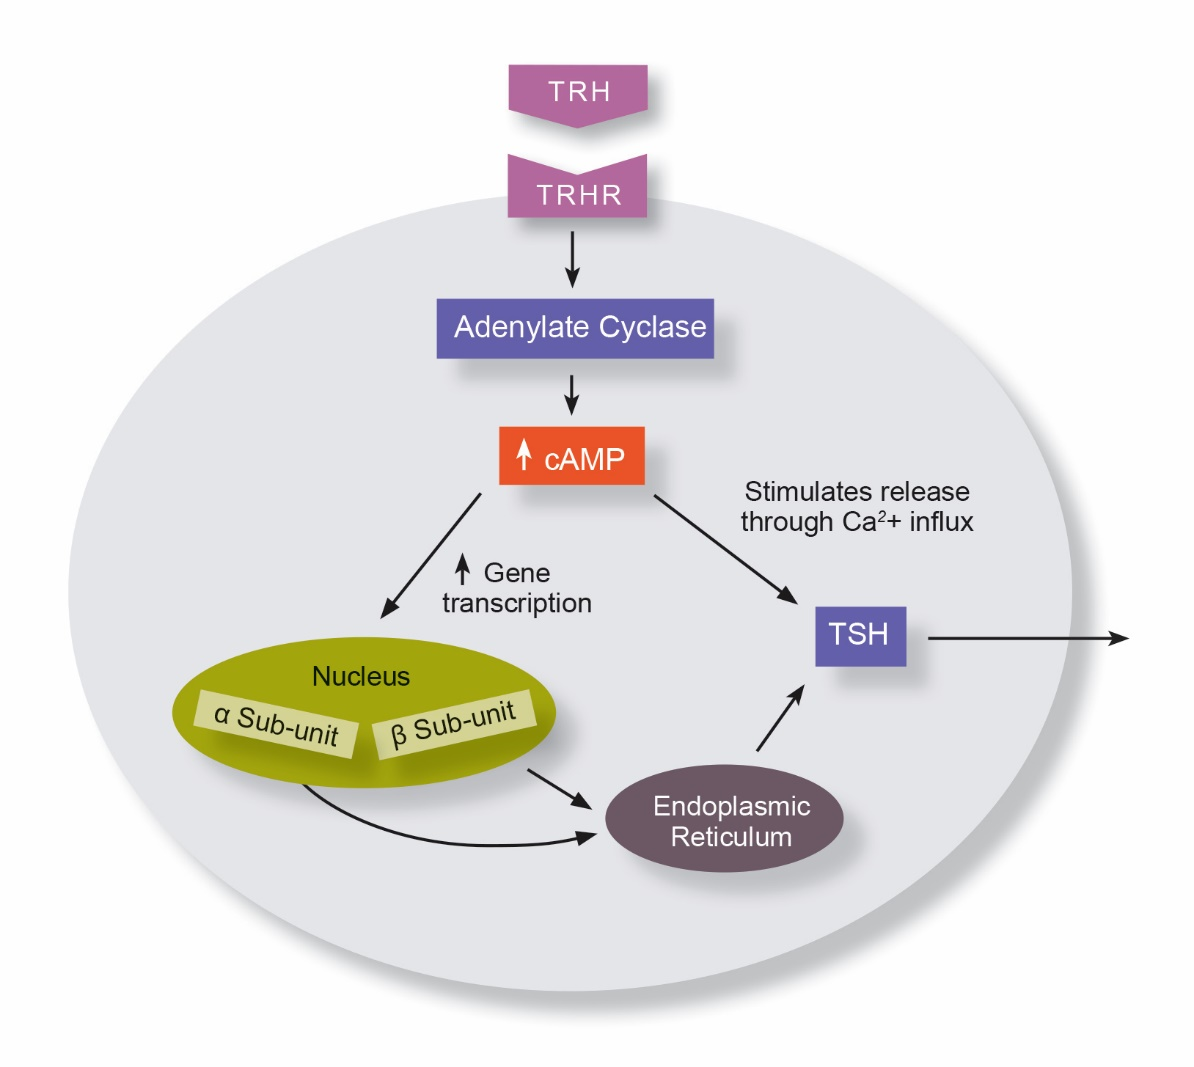 TRH
TRHR
Adenylate Cyclase
↑ cAMP
Stimulates release
through Ca²+ influx
↑ Gene
transcription
TSH
Nucleus
α Sub-unit
β Sub-unit
Endoplasmic
Reticulum